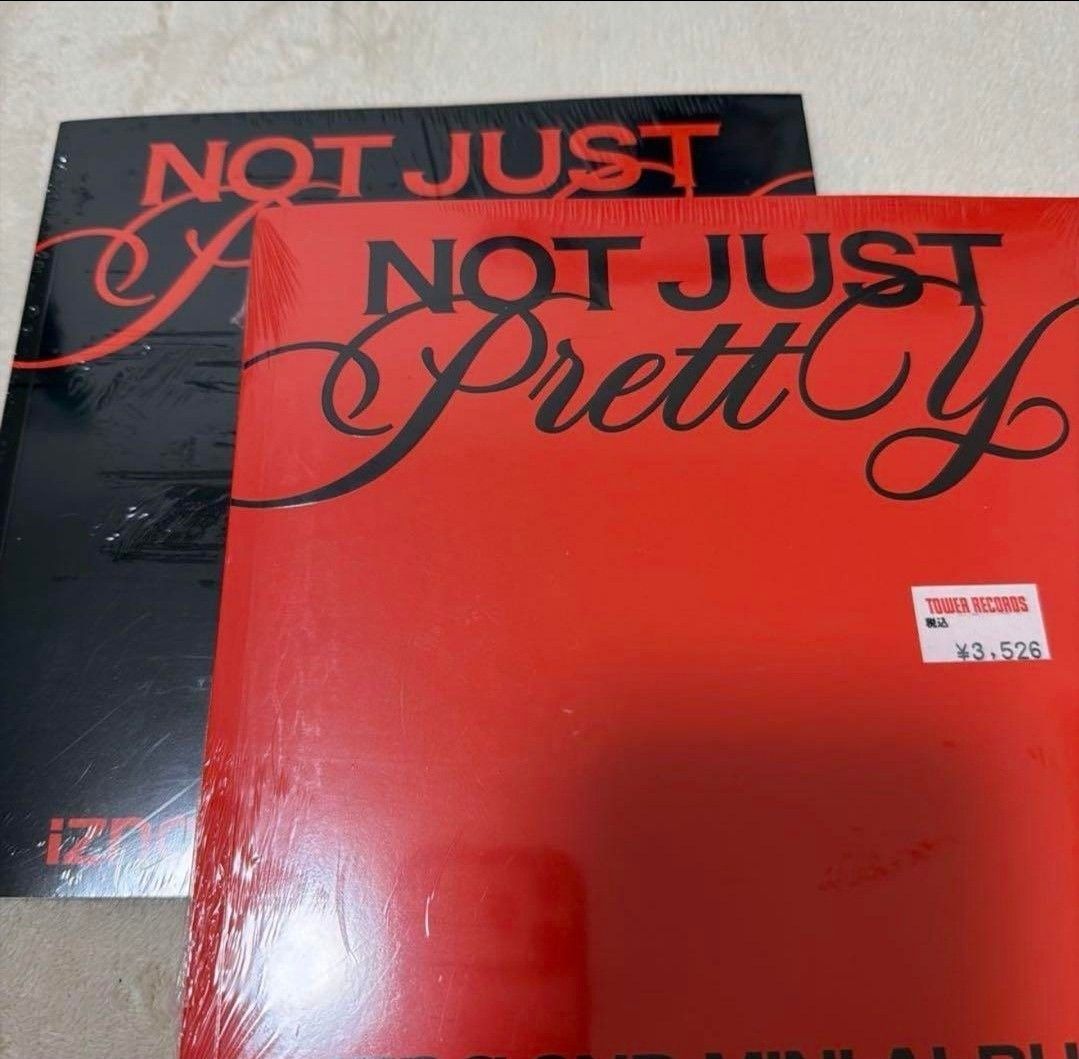 NOT JUST
NOT JUST
Pretty
TOWER RECORDS
税込
¥3,526